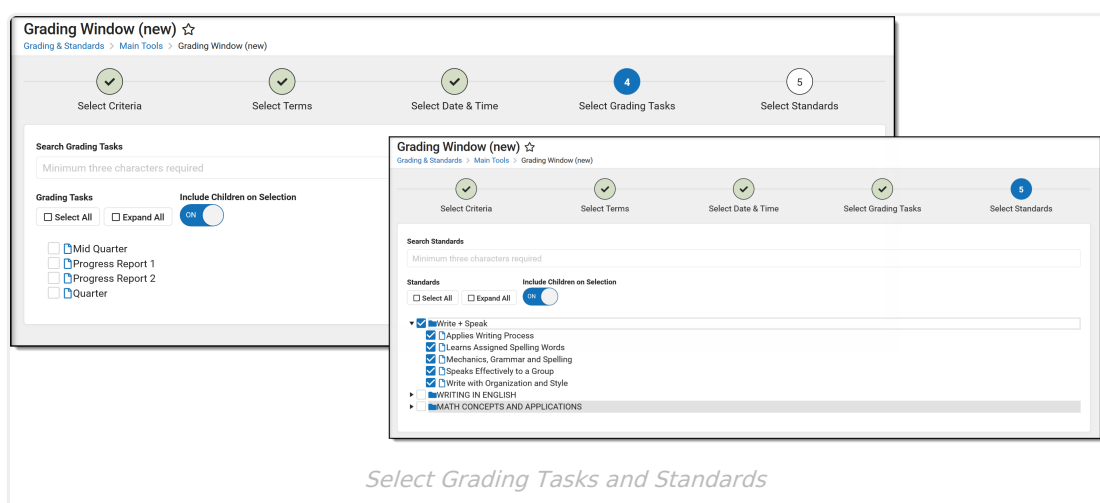 Grading Window (new)
Grading & Standards > Main Tools > Grading Window (new)
4
5
Select Criteria
Select Terms
Select Date & Time
Select Grading Tasks
Select Standards
Search Grading Tasks
Minimum three characters required
Grading Tasks
Include Children on Selection
Select All
Expand All
ON
Mid Quarter
Progress Report 1
Progress Report 2
Quarter
Grading Window (new)
Grading & Standards > Main Tools > Grading Window (new)
5
Select Criteria
Select Terms
Select Date & Time
Select Grading Tasks
Select Standards
Search Standards
Minimum three characters required
Standards
Include Children on Selection
Select All
Expand All
ON
Write + Speak
Applies Writing Process
Learns Assigned Spelling Words
Mechanics, Grammar and Spelling
Speaks Effectively to a Group
Write with Organization and Style
WRITING IN ENGLISH
MATH CONCEPTS AND APPLICATIONS
Select Grading Tasks and Standards